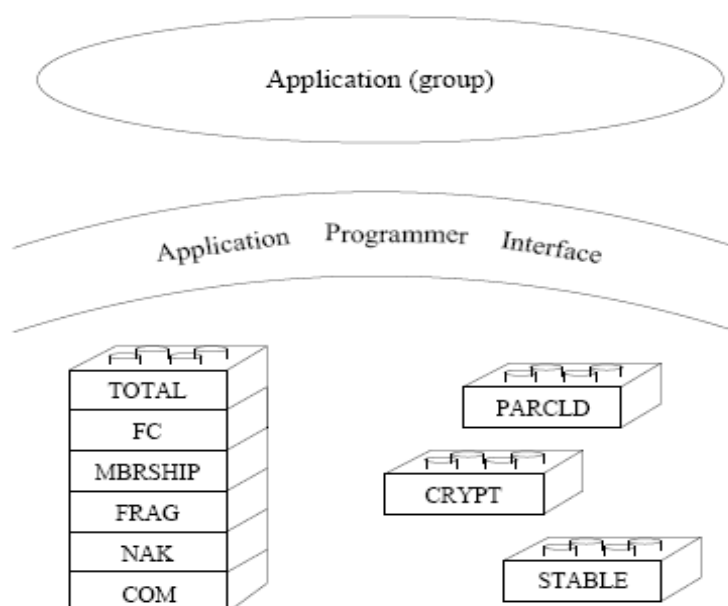 Application (group)
Application Programmer Interface
TOTAL
FC
MBRSHIP
FRAG
NAK
COM
PARCLD
CRYPT
STABLE